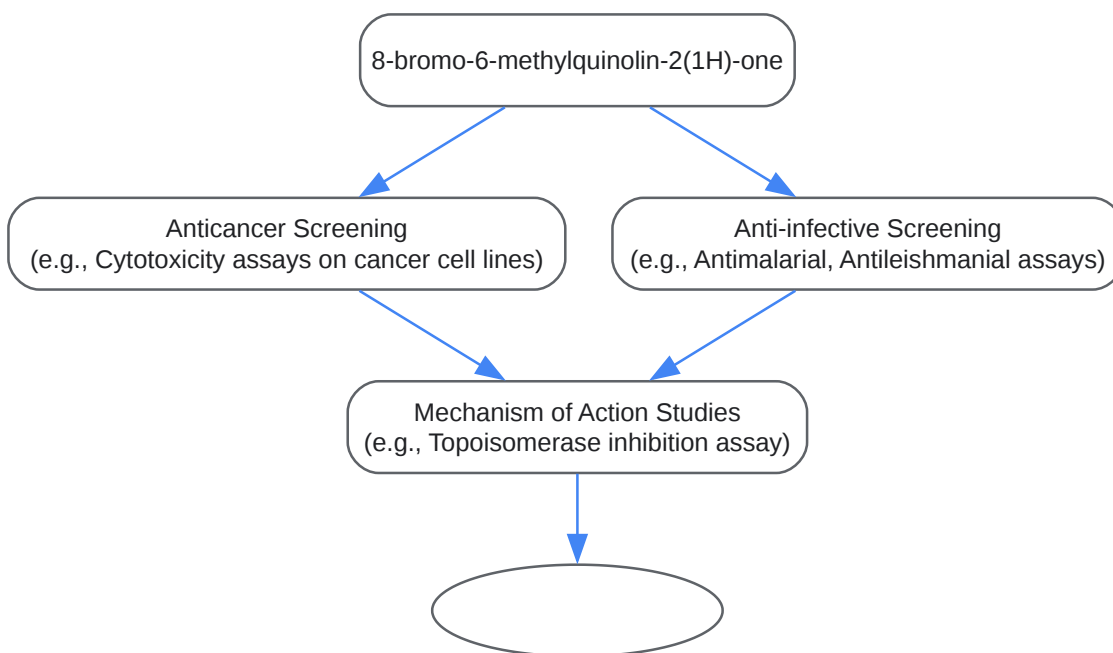 8-bromo-6-methylquinolin-2(1H)-one
Anticancer Screening
(e.g., Cytotoxicity assays on cancer cell lines)
Anti-infective Screening
(e.g., Antimalarial, Antileishmanial assays)
Mechanism of Action Studies
(e.g., Topoisomerase inhibition assay)